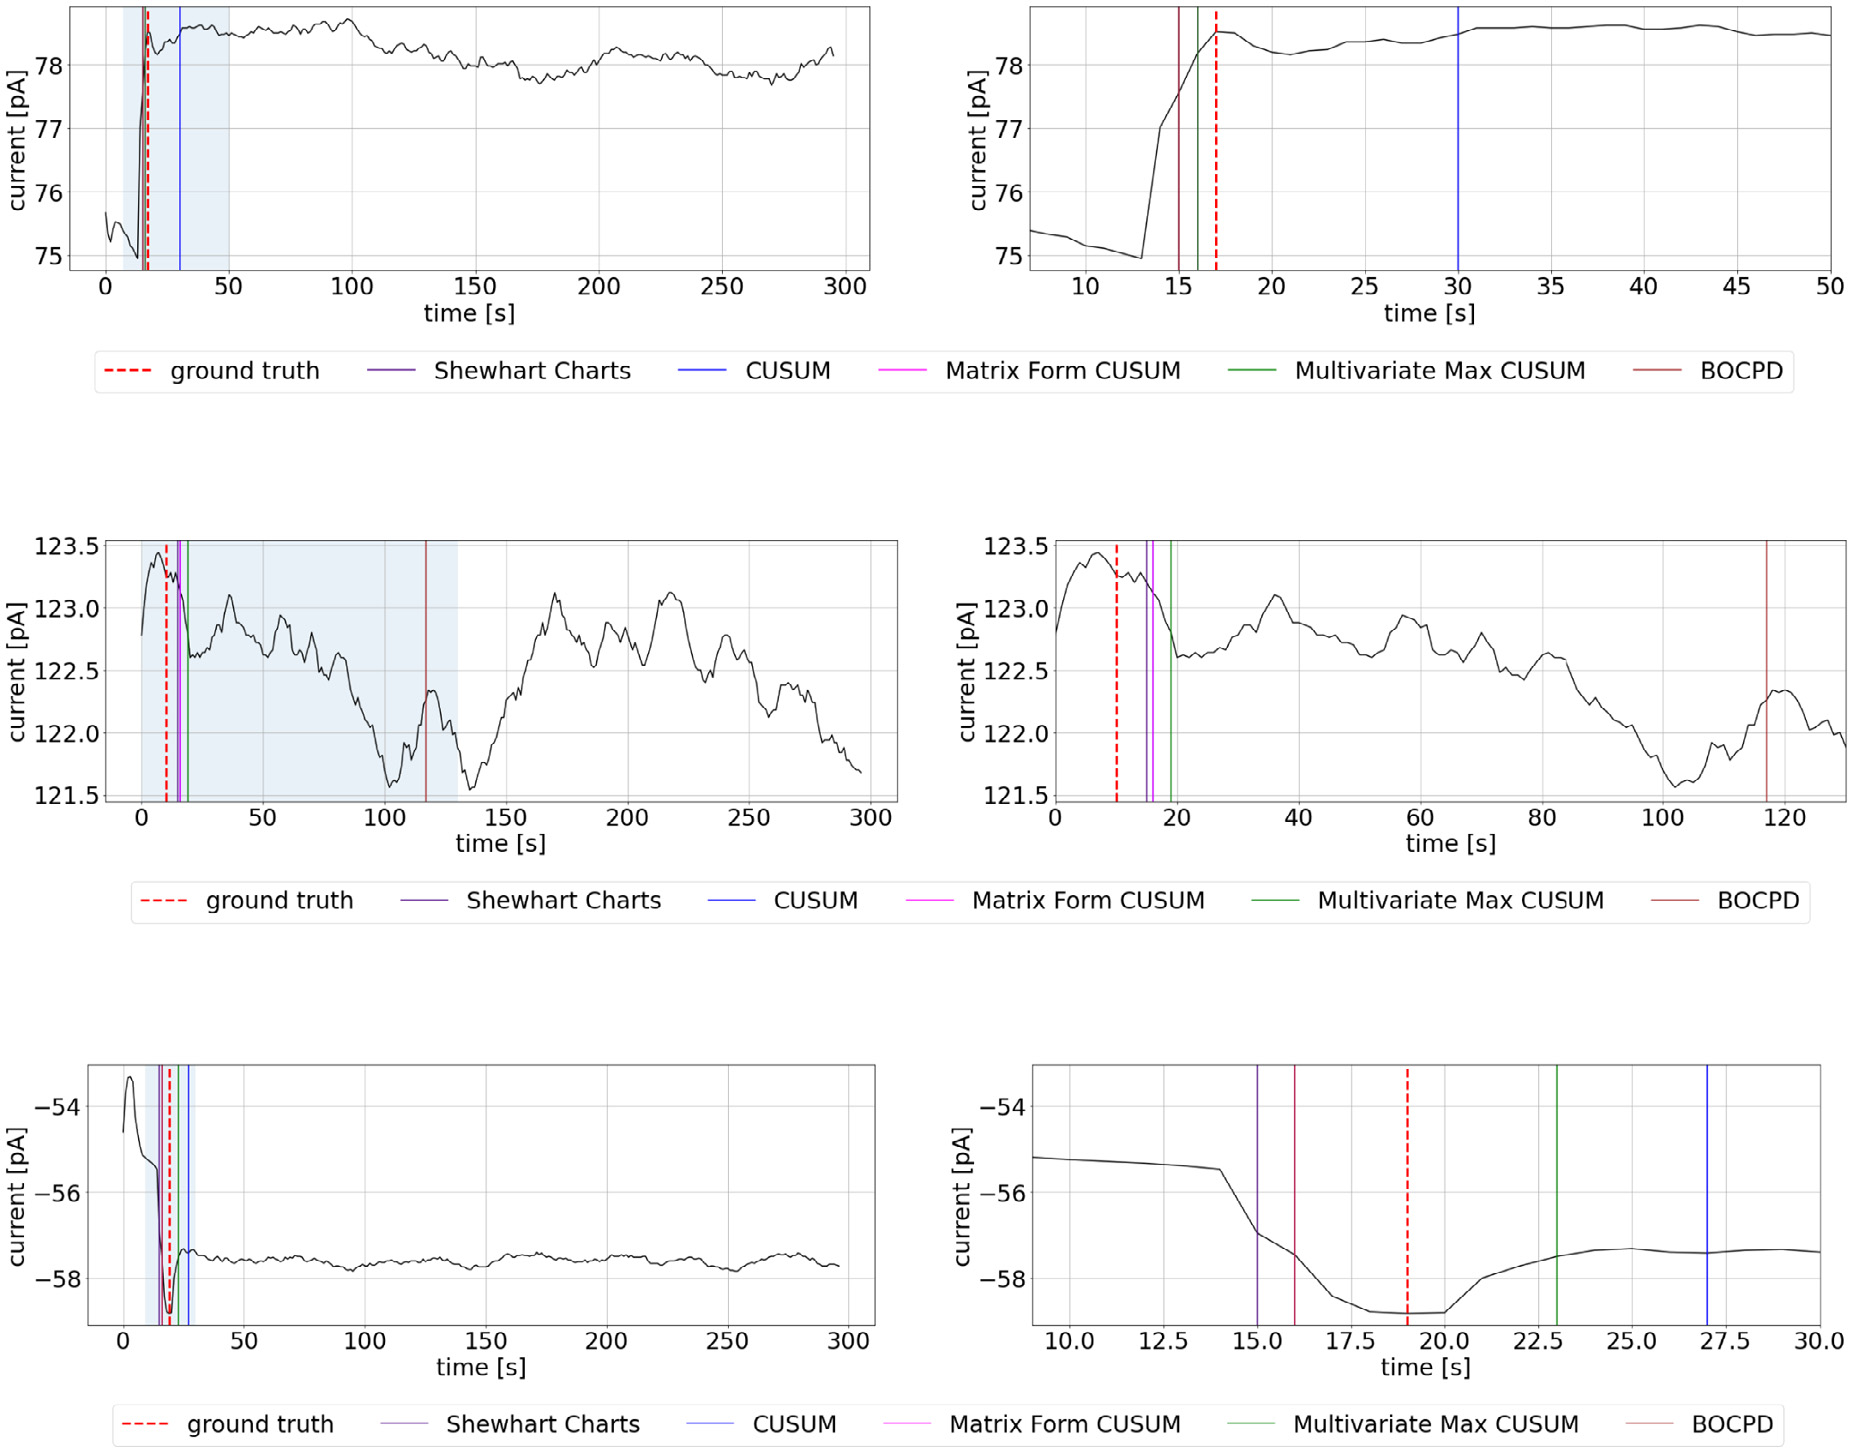 78
77
76
75
current [pA]
0 50 100 150 200 250 300
time [s]
78
77
76
75
current [pA]
10 15 20 25 30 35 40 45 50
time [s]
ground truth Shewhart Charts CUSUM Matrix Form CUSUM Multivariate Max CUSUM BOCPD
123.5
123.0
122.5
122.0
121.5
current [pA]
0 50 100 150 200 250 300
time [s]
123.5
123.0
122.5
122.0
121.5
current [pA]
0 20 40 60 80 100 120
time [s]
ground truth Shewhart Charts CUSUM Matrix Form CUSUM Multivariate Max CUSUM BOCPD
−54
−56
−58
current [pA]
0 50 100 150 200 250 300
time [s]
−54
−56
−58
current [pA]
10.0 12.5 15.0 17.5 20.0 22.5 25.0 27.5 30.0
time [s]
ground truth Shewhart Charts CUSUM Matrix Form CUSUM Multivariate Max CUSUM BOCPD